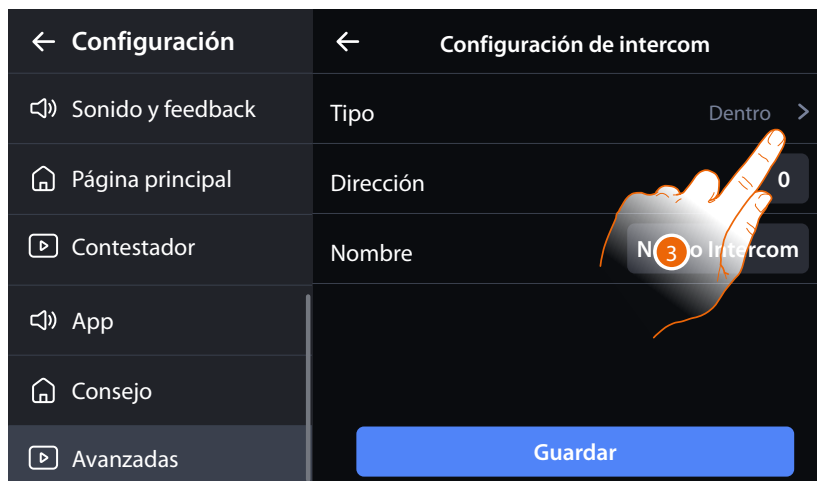 Configuración
Sonido y feedback
Página principal
Contestador
App
Consejo
Avanzadas
Configuración de intercom
Tipo
Dentro
Dirección
0
Nombre
Intercom
3
Guardar